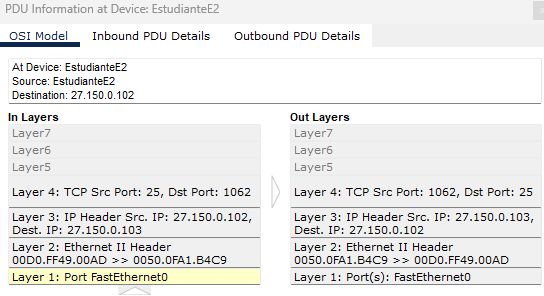 PDU Information at Device: EstudianteE2
OSI Model
Inbound PDU Details
Outbound PDU Details
At Device: EstudianteE2
Source: EstudianteE2
Destination: 27.150.0.102
In Layers
Layer7
Layer6
Layer5
Layer 4: TCP Src Port: 25, Dst Port: 1062
Layer 3: IP Header Src. IP: 27.150.0.102,
Dest. IP: 27.150.0.103
Layer 2: Ethernet II Header
00D0.FF49.00AD >> 0050.0FA1.B4C9
Layer 1: Port FastEthernet0
Out Layers
Layer7
Layer6
Layer5
Layer 4: TCP Src Port: 1062, Dst Port: 25
Layer 3: IP Header Src. IP: 27.150.0.103,
Dest. IP: 27.150.0.102
Layer 2: Ethernet II Header
0050.0FA1.B4C9 >> 00D0.FF49.00AD
Layer 1: Port(s): FastEthernet0